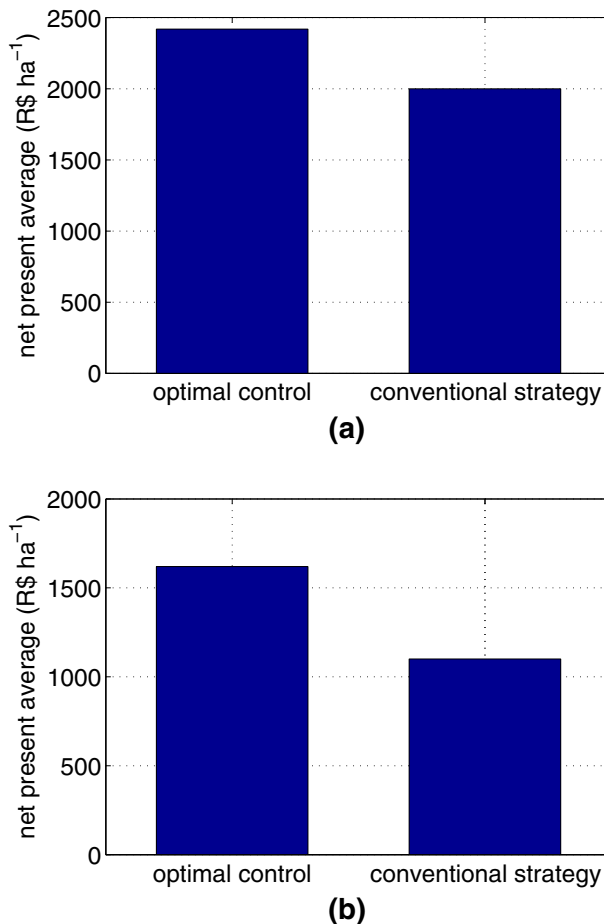 2500
2000
1500
1000
500
0
net present average (R$ ha⁻¹)
optimal control conventional strategy
(a)
2000
1500
1000
500
0
net present average (R$ ha⁻¹)
optimal control conventional strategy
(b)